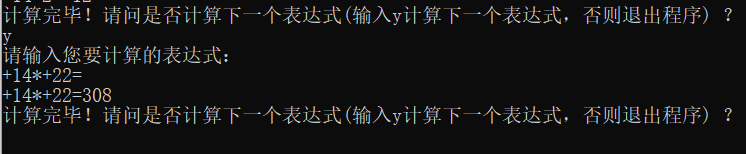 计算完毕！请问是否计算下一个表达式(输入y计算下一个表达式，否则退出程序) ？
y
请输入您要计算的表达式：
+14*+22=
+14*+22=308
计算完毕！请问是否计算下一个表达式(输入y计算下一个表达式，否则退出程序) ？